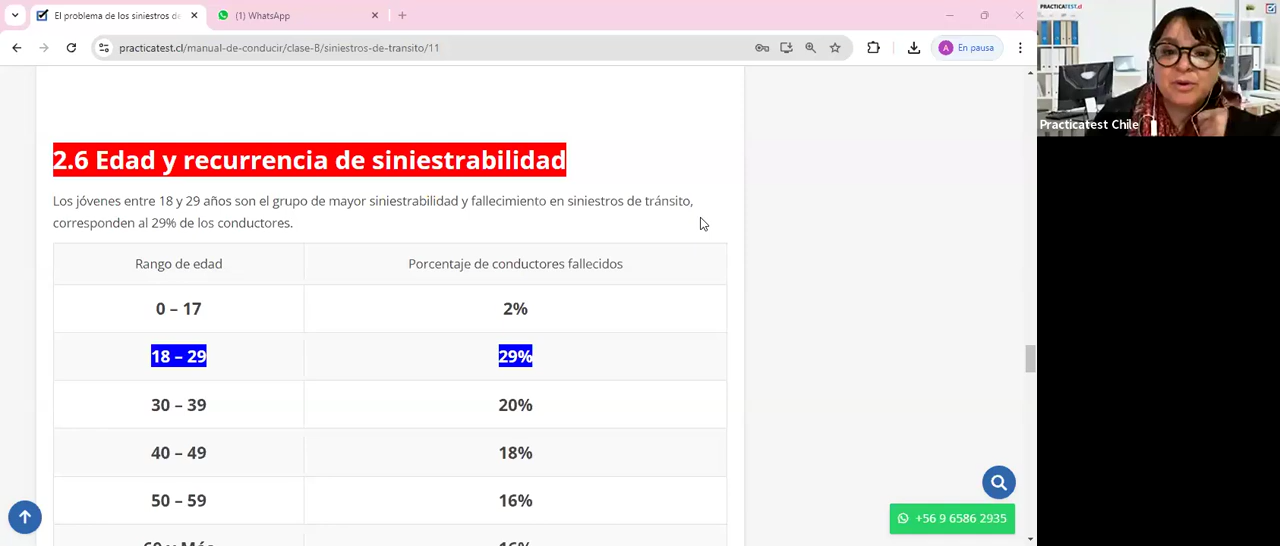 El problema de los siniestros de
(1) WhatsApp
practicatest.cl/manual-de-conducir/clase-B/siniestros-de-transito/11
A
En pausa
PRACTICATEST.cl
Practicatest Chile
2.6 Edad y recurrencia de siniestrabilidad
Los jóvenes entre 18 y 29 años son el grupo de mayor siniestrabilidad y fallecimiento en siniestros de tránsito,
corresponden al 29% de los conductores.
Rango de edad Porcentaje de conductores fallecidos
0 – 17 2%
18 – 29 29%
30 – 39 20%
40 – 49 18%
50 – 59 16%
60 y Más 16%
+56 9 6586 2935